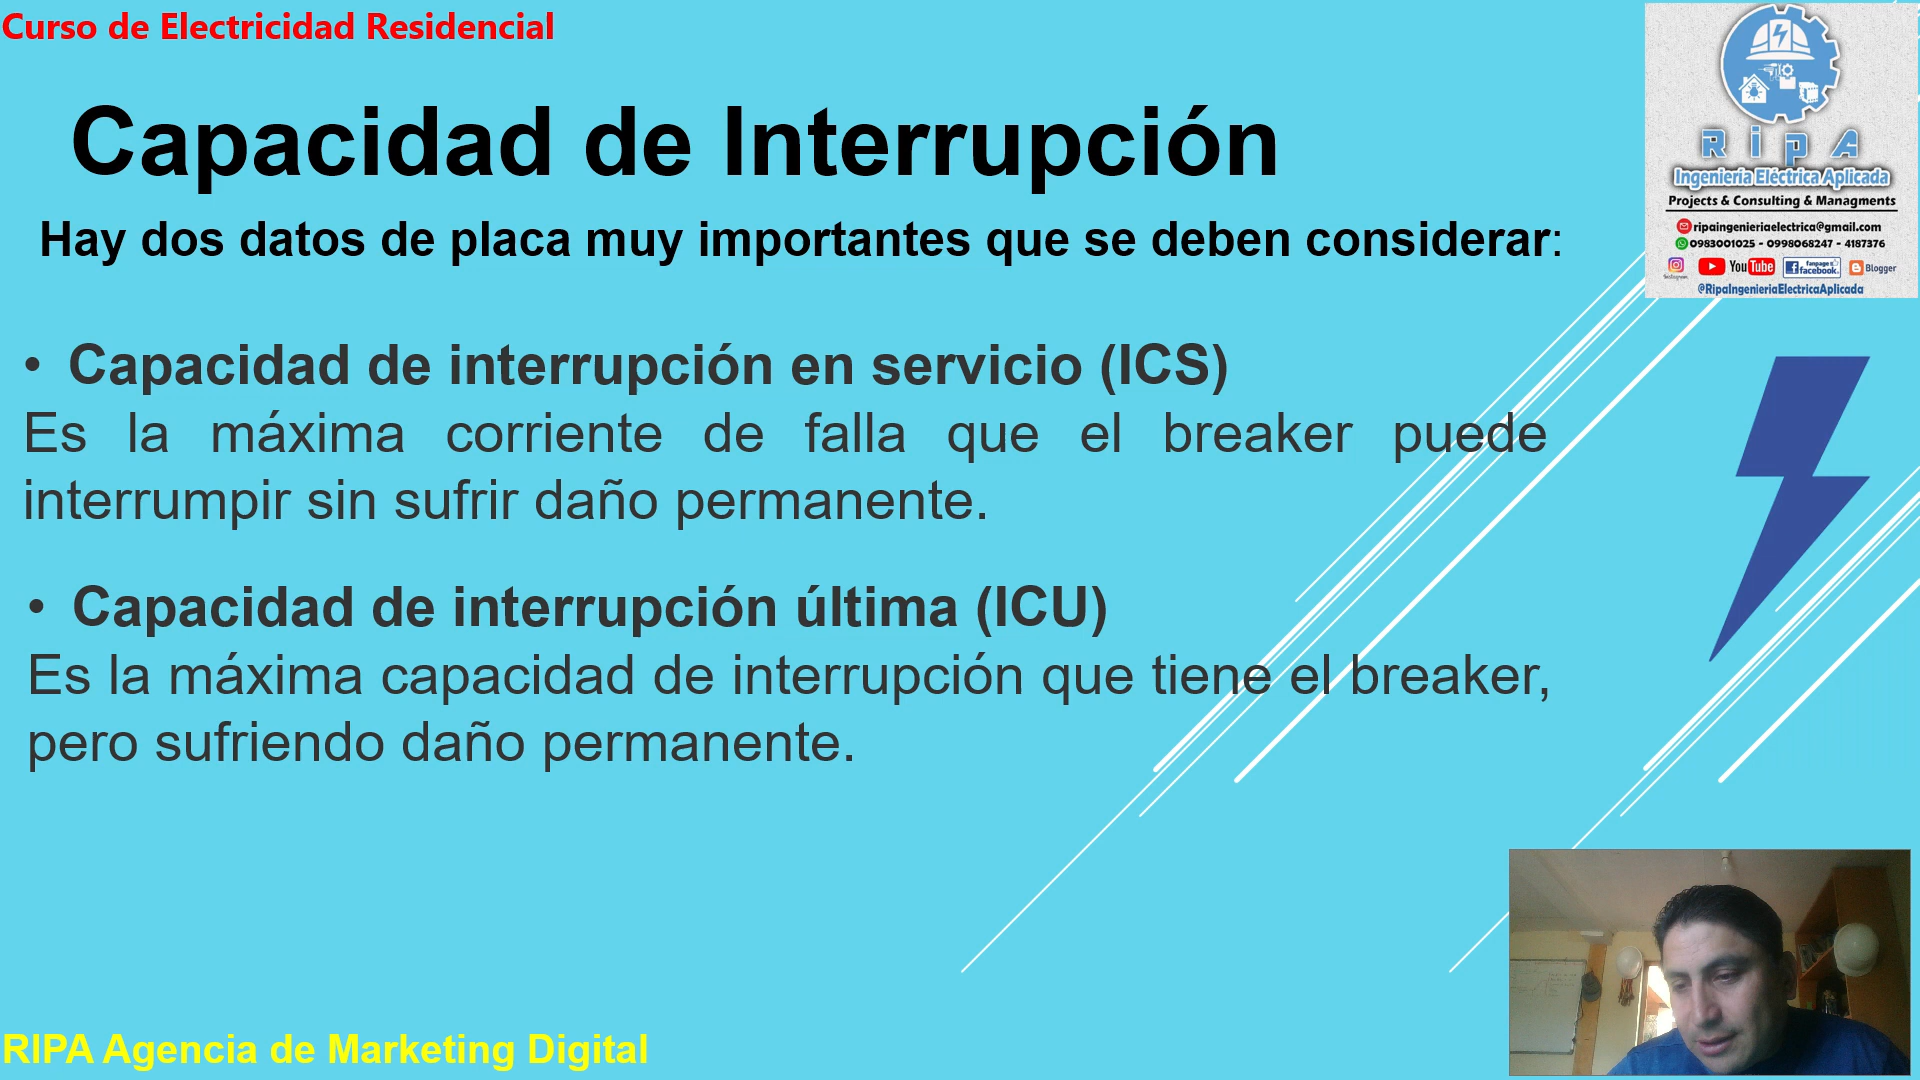 Curso de Electricidad Residencial
Capacidad de Interrupción
Hay dos datos de placa muy importantes que se deben considerar:
• Capacidad de interrupción en servicio (ICS)
Es la máxima corriente de falla que el breaker puede
interrumpir sin sufrir daño permanente.
• Capacidad de interrupción última (ICU)
Es la máxima capacidad de interrupción que tiene el breaker,
pero sufriendo daño permanente.
RIPA Agencia de Marketing Digital
RiPA
Ingeniería Eléctrica Aplicada
Projects & Consulting & Managments
ripaingenieriaelectrica@gmail.com
0983001025 - 0998068247 - 4187376
Instagram YouTube fanpage facebook. Blogger
@RipaIngenieriaElectricaAplicada